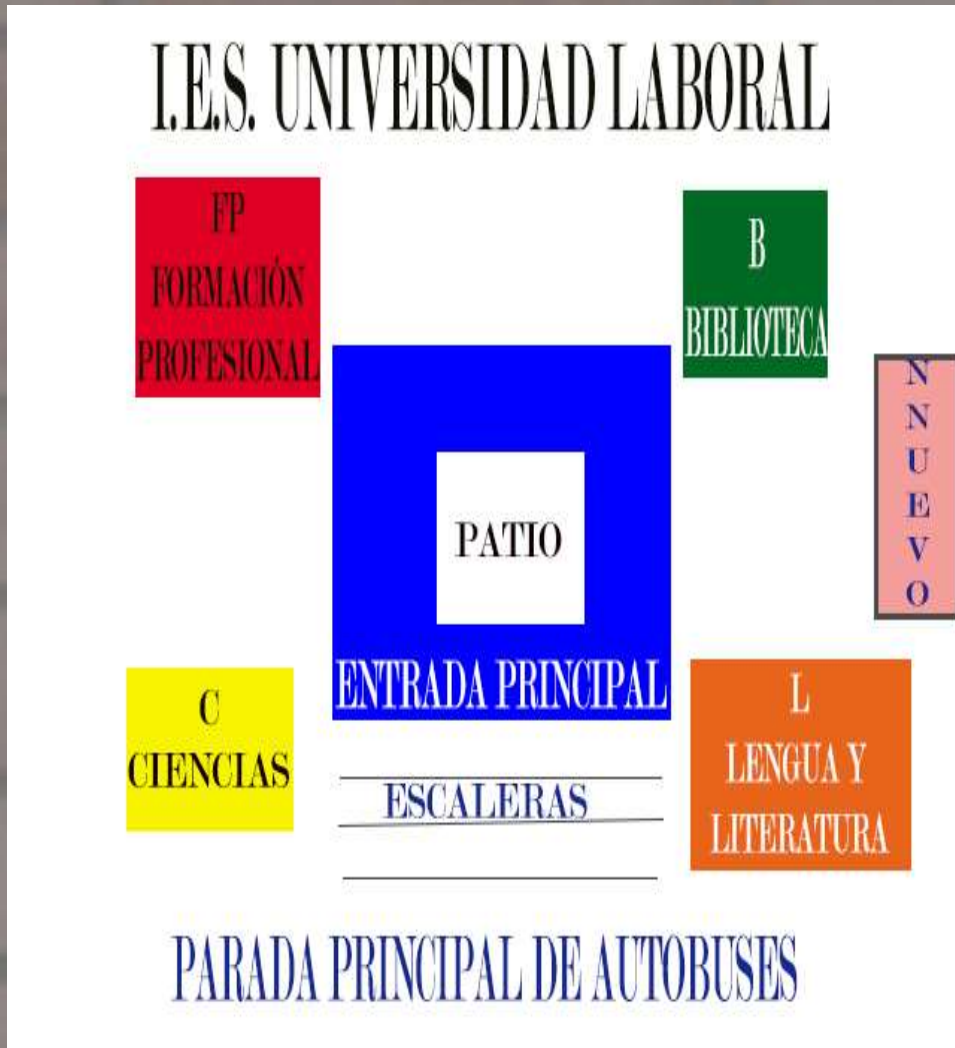 I.E.S. UNIVERSIDAD LABORAL
FP
FORMACIÓN
PROFESIONAL
B
BIBLIOTECA
N
N
U
E
V
O
PATIO
ENTRADA PRINCIPAL
C
CIENCIAS
ESCALERAS
L
LENGUA Y
LITERATURA
PARADA PRINCIPAL DE AUTOBUSES